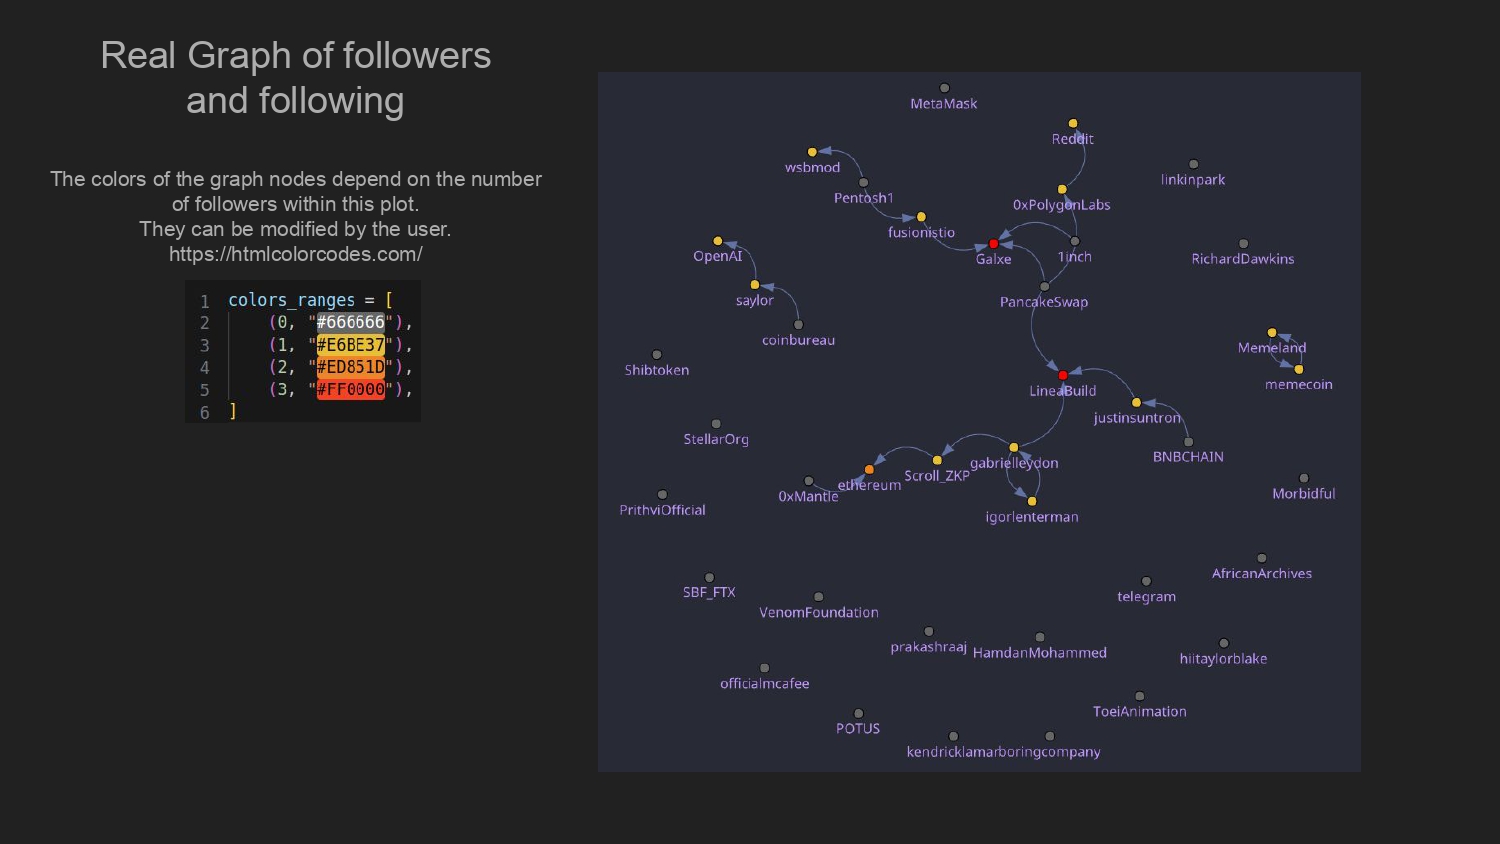 Real Graph of followers
and following
The colors of the graph nodes depend on the number
of followers within this plot.
They can be modified by the user.
https://htmlcolorcodes.com/
1 colors_ranges = [
2 (0, "#666666"),
3 (1, "#E6BE37"),
4 (2, "#ED851D"),
5 (3, "#FF0000"),
6 ]
MetaMask
Reddit
wsbmod
linkinpark
Pentosh1
0xPolygonLabs
fusionistio
OpenAI
Galxe
1inch
RichardDawkins
saylor
PancakeSwap
coinbureau
Memeland
Shibtoken
memecoin
LineaBuild
justinsuntron
StellarOrg
BNBCHAIN
gabrielleydon
Scroll_ZKP
ethereum
0xMantle
Morbidful
PrithviOfficial
igorlenterman
AfricanArchives
SBF_FTX
telegram
VenomFoundation
prakashraaj
HamdanMohammed
hiitaylorblake
officialmcafee
ToeiAnimation
POTUS
kendricklamar
boringcompany